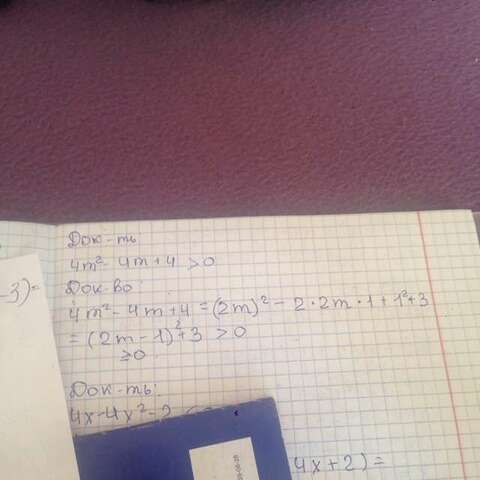 Док-ть:
4m² - 4m + 4 > 0
Док-во:
4m² - 4m + 4 = (2m)² - 2·2m·1 + 1² + 3
-3)=
= (2m - 1)² + 3 > 0
≥0
Док-ть:
4x - 4x² - 2
4x + 2) =